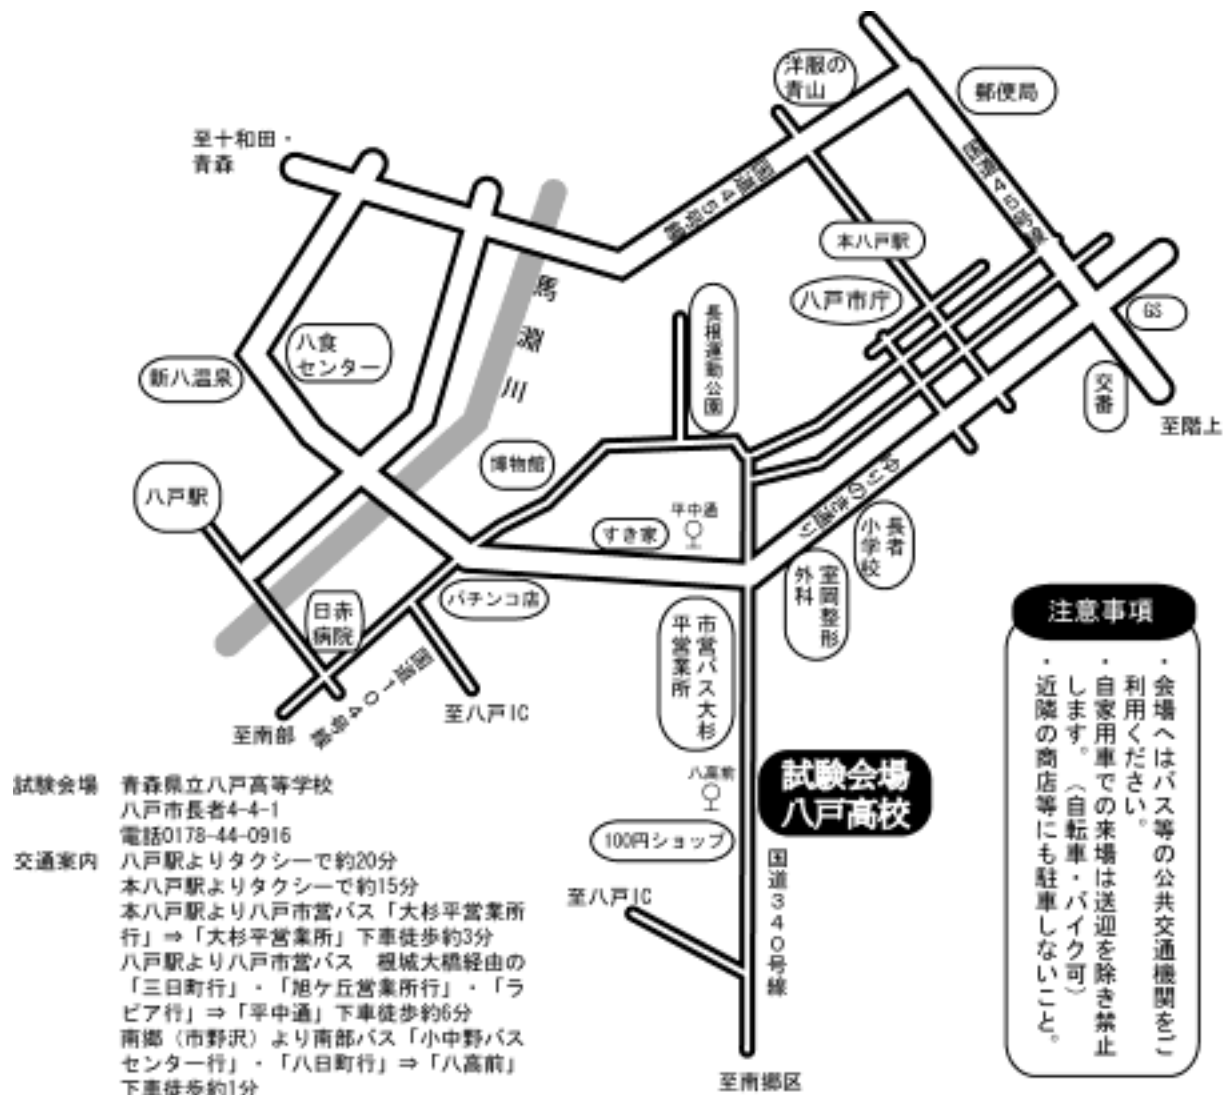 洋服の
青山
郵便局
至十和田・
青森
国道45号線
国道45号線
本八戸駅
八戸市庁
GS
馬淵川
長根運動公園
八食
センター
新八温泉
交番
至階上
博物館
八戸駅
平中通
すき家
ゆりのき通り
長者
小学校
室岡整形
外科
パチンコ店
日赤
病院
市営バス大杉
平営業所
国道104号線
至八戸IC
至南部
注意事項
・会場へはバス等の公共交通機関をご
利用ください。
・自家用車での来場は送迎を除き禁止
します。（自転車・バイク可）
・近隣の商店等にも駐車しないこと。
八高前
試験会場
八戸高校
100円ショップ
国道340号線
至八戸IC
至南郷区
試験会場 青森県立八戸高等学校
八戸市長者4-4-1
電話0178-44-0916
交通案内 八戸駅よりタクシーで約20分
本八戸駅よりタクシーで約15分
本八戸駅より八戸市営バス「大杉平営業所
行」⇒「大杉平営業所」下車徒歩約3分
八戸駅より八戸市営バス 根城大橋経由の
「三日町行」・「旭ケ丘営業所行」・「ラ
ピア行」⇒「平中通」下車徒歩約6分
南郷（市野沢）より南部バス「小中野バス
センター行」・「八日町行」⇒「八高前」
下車徒歩約1分